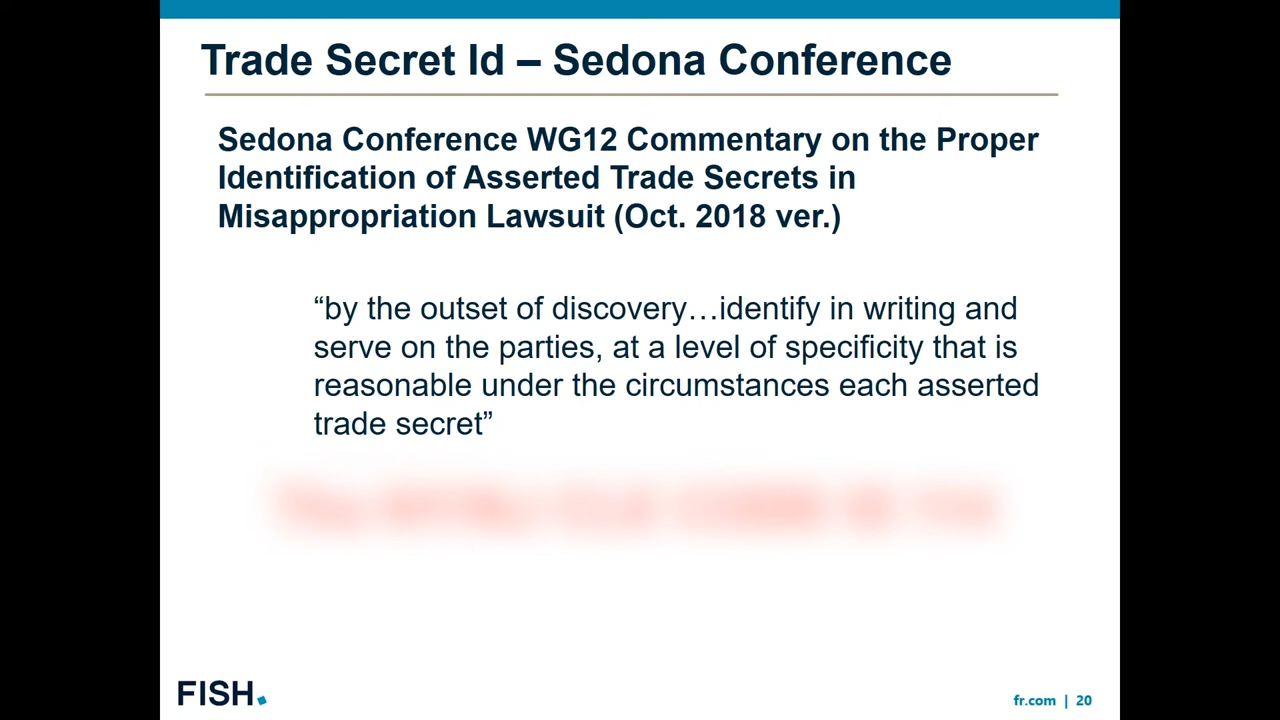 Trade Secret Id – Sedona Conference
Sedona Conference WG12 Commentary on the Proper
Identification of Asserted Trade Secrets in
Misappropriation Lawsuit (Oct. 2018 ver.)
“by the outset of discovery…identify in writing and
serve on the parties, at a level of specificity that is
reasonable under the circumstances each asserted
trade secret”
FISH.
fr.com | 20